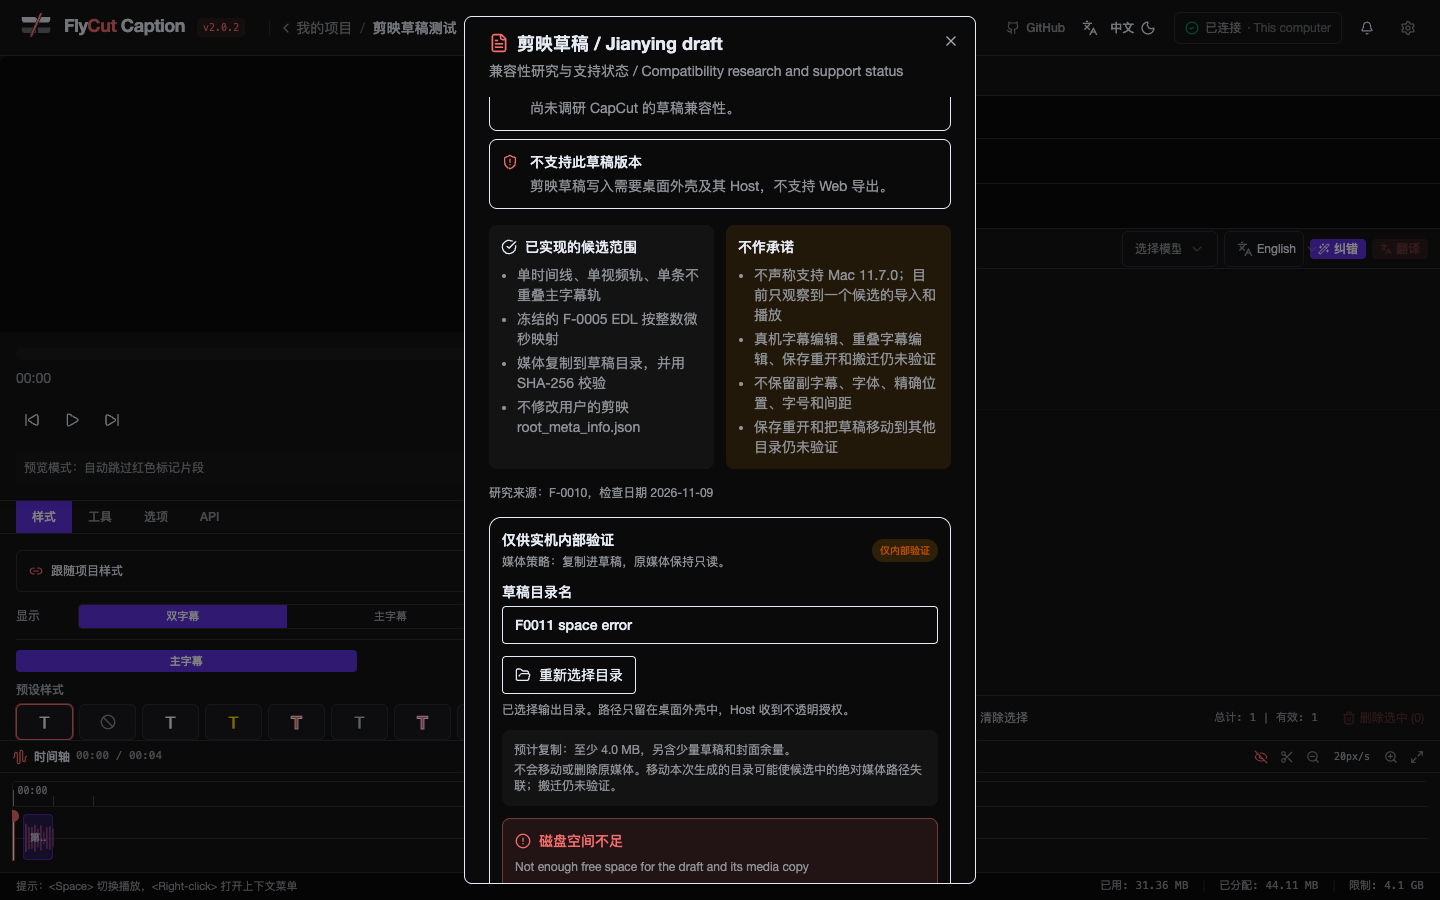 FlyCut Caption v2.0.2
我的项目 / 剪映草稿测试
GitHub
中文
已连接 · This computer
剪映草稿 / Jianying draft
兼容性研究与支持状态 / Compatibility research and support status
尚未调研 CapCut 的草稿兼容性。
不支持此草稿版本
剪映草稿写入需要桌面外壳及其 Host，不支持 Web 导出。
已实现的候选范围
• 单时间线、单视频轨、单条不
重叠主字幕轨
• 冻结的 F-0005 EDL 按整数微
秒映射
• 媒体复制到草稿目录，并用
SHA-256 校验
• 不修改用户的剪映
root_meta_info.json
不作承诺
• 不声称支持 Mac 11.7.0；目
前只观察到一个候选的导入和
播放
• 真机字幕编辑、重叠字幕编
辑、保存重开和搬迁仍未验证
• 不保留副字幕、字体、精确位
置、字号和间距
• 保存重开和把草稿移动到其他
目录仍未验证
研究来源：F-0010，检查日期 2026-11-09
仅供实机内部验证
媒体策略：复制进草稿，原媒体保持只读。
仅内部验证
草稿目录名
F0011 space error
重新选择目录
已选择输出目录。路径只留在桌面外壳中，Host 收到不透明授权。
预计复制：至少 4.0 MB，另含少量草稿和封面余量。
不会移动或删除原媒体。移动本次生成的目录可能使候选中的绝对媒体路径失
联；搬迁仍未验证。
磁盘空间不足
Not enough free space for the draft and its media copy
选择模型
English
纠错
翻译
00:00
预览模式：自动跳过红色标记片段
样式
工具
选项
API
跟随项目样式
显示
双字幕
主字幕
主字幕
预设样式
T
T
T
T
T
T
清除选择
总计: 1 | 有效: 1
删除选中 (0)
时间轴 00:00 / 00:04
20px/s
00:00
提示：<Space> 切换播放，<Right-click> 打开上下文菜单
已用: 31.36 MB
已分配: 44.11 MB
限制: 4.1 GB